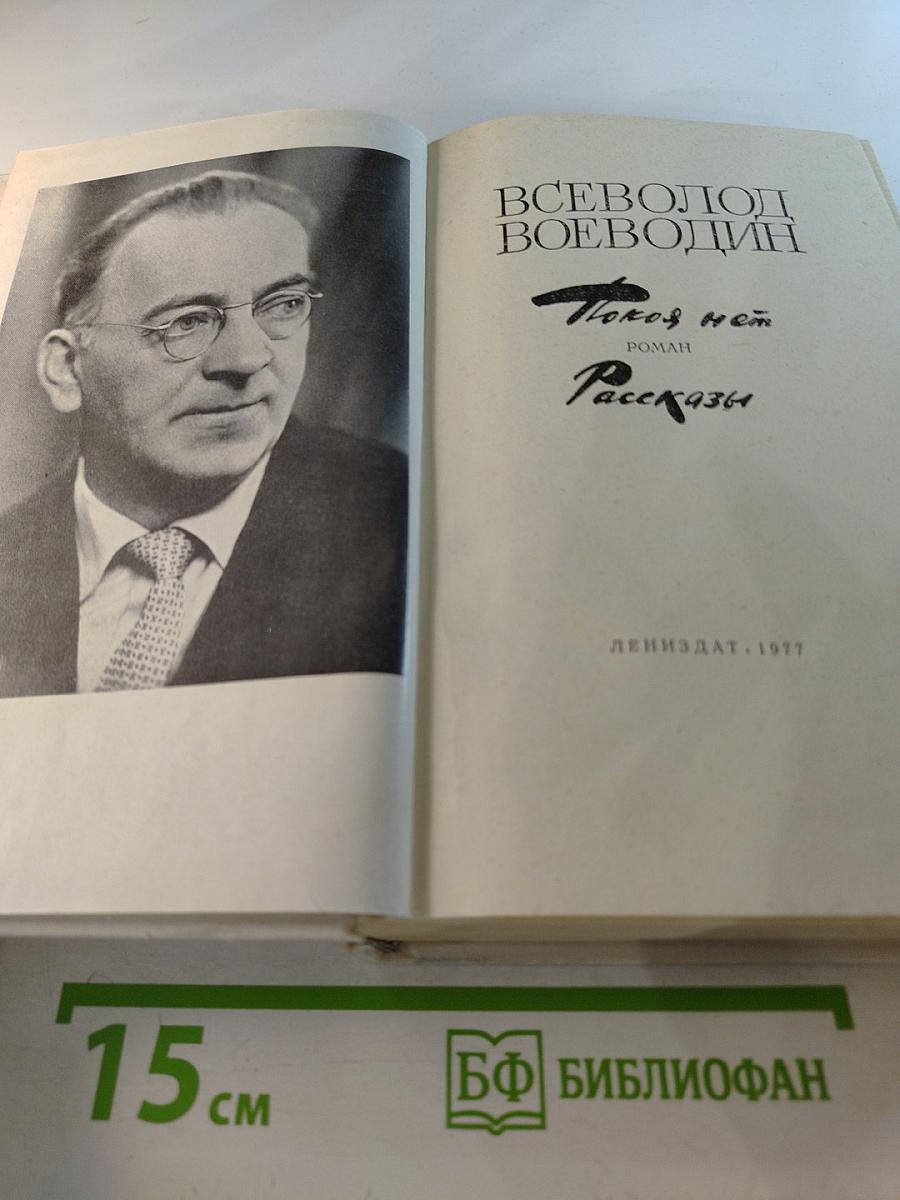 ВСЕВОЛОД
ВОЕВОДИН
Покоя нет
РОМАН
Рассказы
ЛЕНИЗДАТ · 1977
15 см
БФ БИБЛИОФАН